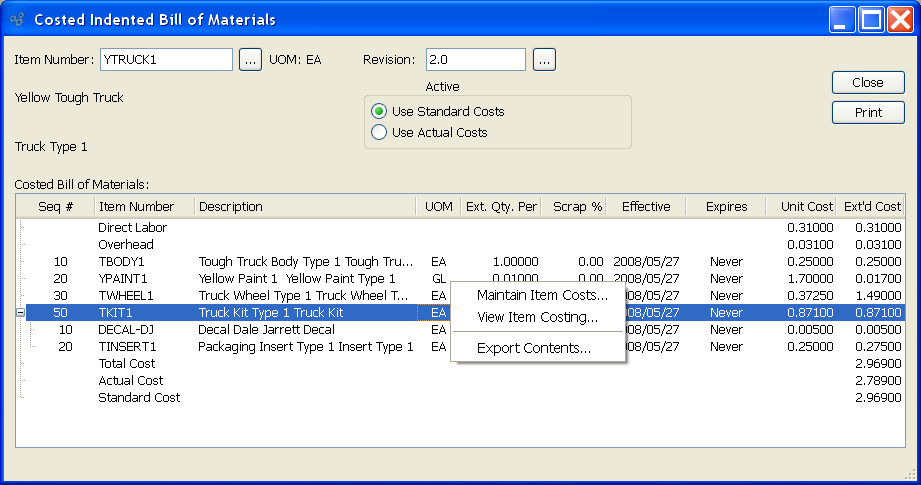 Costed Indented Bill of Materials
Item Number: YTRUCK1 ... UOM: EA Revision: 2.0 ...
Active
Close
Yellow Tough Truck
Use Standard Costs
Print
Use Actual Costs
Truck Type 1
Costed Bill of Materials:
Seq # Item Number Description UOM Ext. Qty. Per Scrap % Effective Expires Unit Cost Ext'd Cost
Direct Labor 0.31000 0.31000
Overhead 0.03100 0.03100
10 TBODY1 Tough Truck Body Type 1 Tough Tru... EA 1.00000 0.00 2008/05/27 Never 0.25000 0.25000
20 YPAINT1 Yellow Paint 1 Yellow Paint Type 1 GL 0.01000 0.00 2008/05/27 Never 1.70000 0.01700
30 TWHEEL1 Truck Wheel Type 1 Truck Wheel T... EA 008/05/27 Never 0.37250 1.49000
50 TKIT1 Truck Kit Type 1 Truck Kit EA 008/05/27 Never 0.87100 0.87100
10 DECAL-DJ Decal Dale Jarrett Decal EA 008/05/27 Never 0.00500 0.00500
20 TINSERT1 Packaging Insert Type 1 Insert Type 1 EA 008/05/27 Never 0.25000 0.27500
Total Cost 2.96900
Actual Cost 2.78900
Standard Cost 2.96900
Maintain Item Costs...
View Item Costing...
Export Contents...